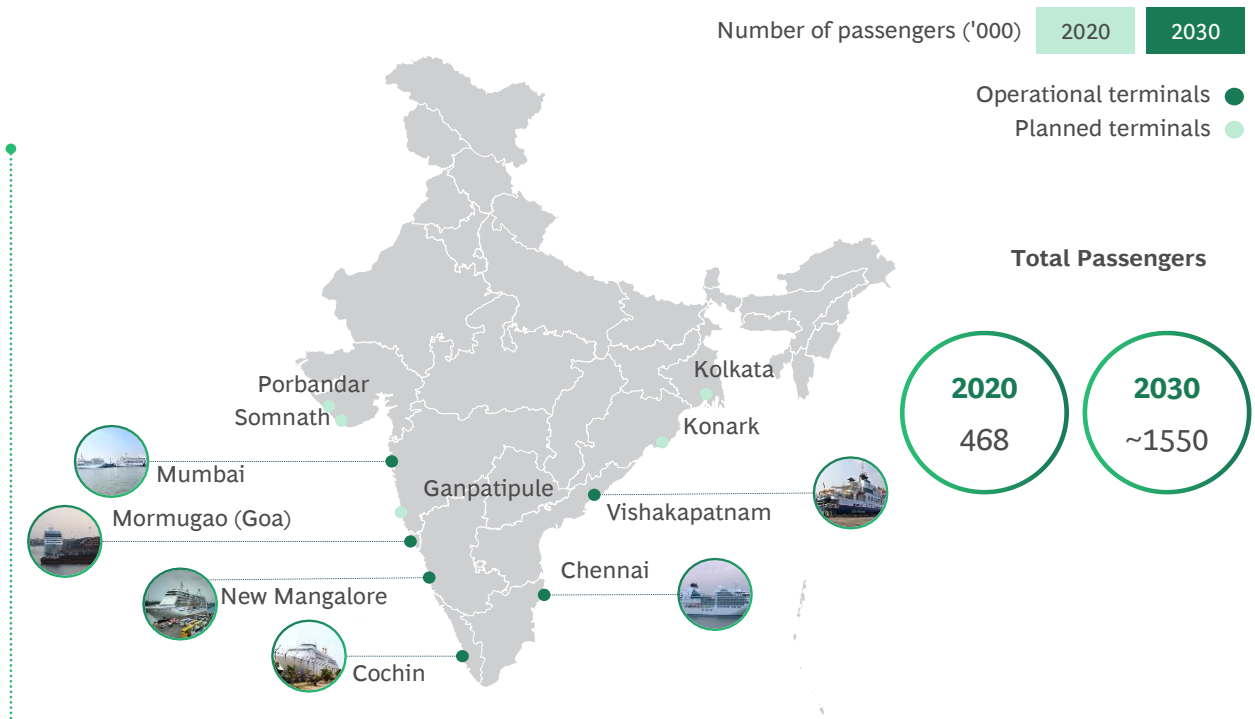 Number of passengers ('000) 2020 2030
Operational terminals
Planned terminals
Total Passengers
2020
468
2030
~1550
Kolkata
Porbandar
Somnath
Konark
Mumbai
Ganpatipule
Vishakapatnam
Mormugao (Goa)
Chennai
New Mangalore
Cochin